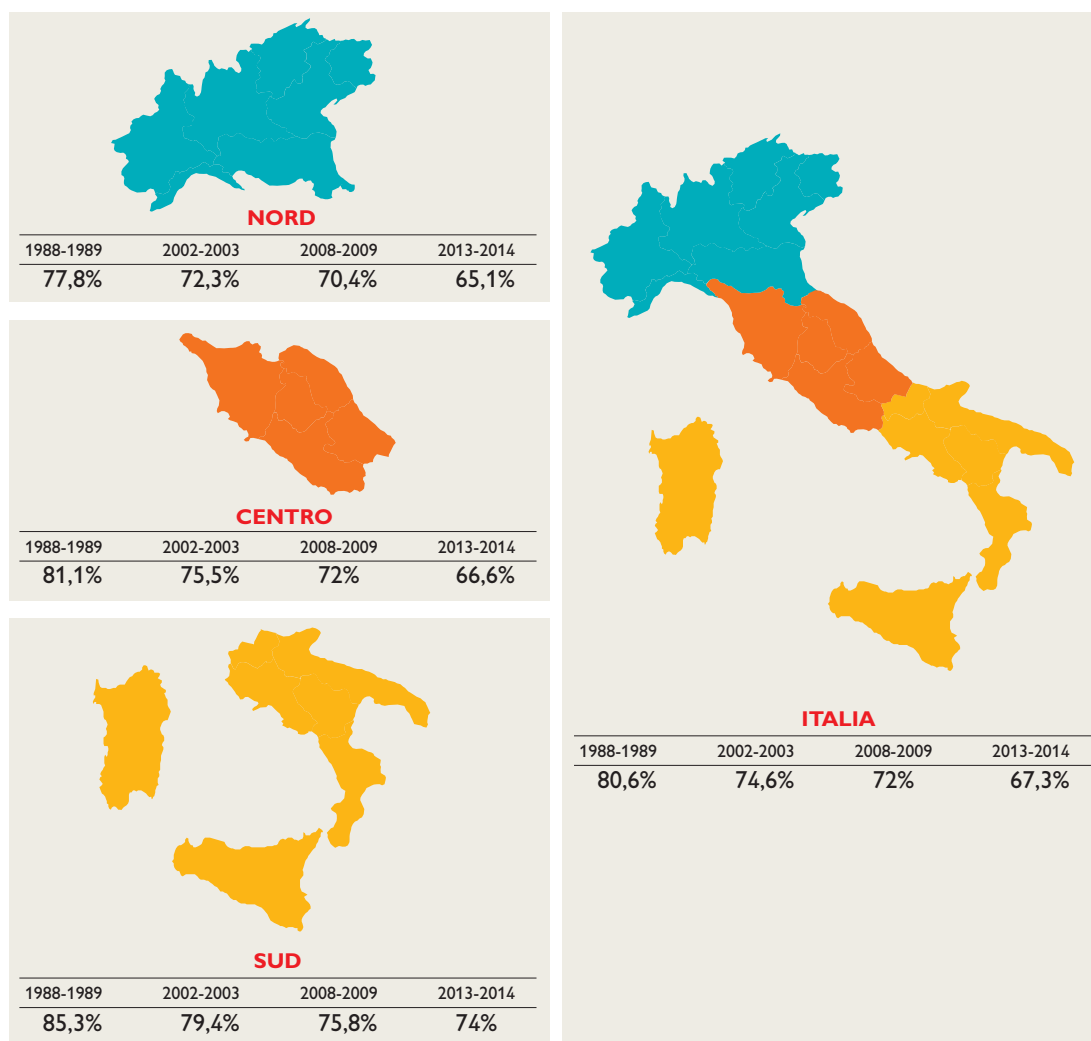 NORD
1988-1989 2002-2003 2008-2009 2013-2014
77,8% 72,3% 70,4% 65,1%
CENTRO
1988-1989 2002-2003 2008-2009 2013-2014
81,1% 75,5% 72% 66,6%
SUD
1988-1989 2002-2003 2008-2009 2013-2014
85,3% 79,4% 75,8% 74%
ITALIA
1988-1989 2002-2003 2008-2009 2013-2014
80,6% 74,6% 72% 67,3%